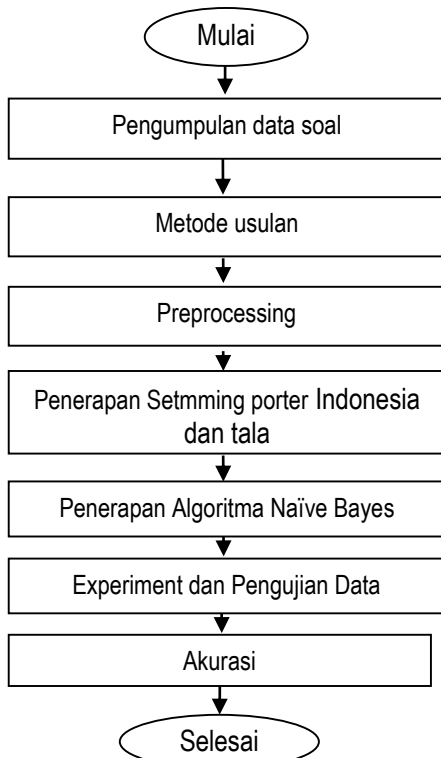 Mulai
Pengumpulan data soal
Metode usulan
Preprocessing
Penerapan Setmming porter Indonesia
dan tala
Penerapan Algoritma Naïve Bayes
Experiment dan Pengujian Data
Akurasi
Selesai